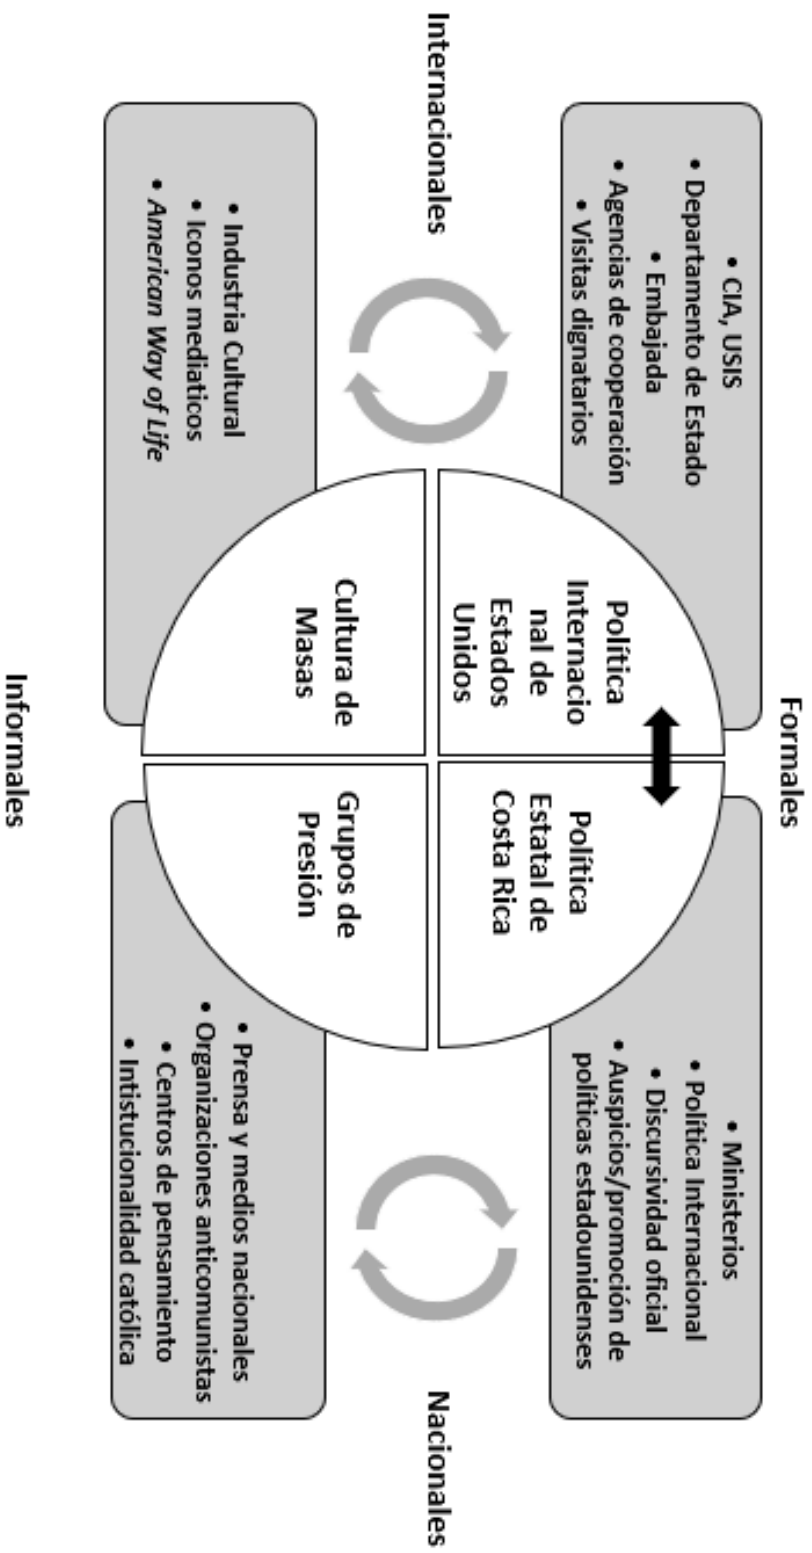 Formales
• CIA, USIS
• Departamento de Estado
• Embajada
• Agencias de cooperación
• Visitas dignatarios
• Ministerios
• Política Internacional
• Discursividad oficial
• Auspicios/promoción de
políticas estadounidenses
Política
Internacio
nal de
Estados
Unidos
Política
Estatal de
Costa Rica
Internacionales
Nacionales
Cultura de
Masas
Grupos de
Presión
• Industria Cultural
• Iconos mediaticos
• American Way of Life
• Prensa y medios nacionales
• Organizaciones anticomunistas
• Centros de pensamiento
• Intistucionalidad católica
Informales